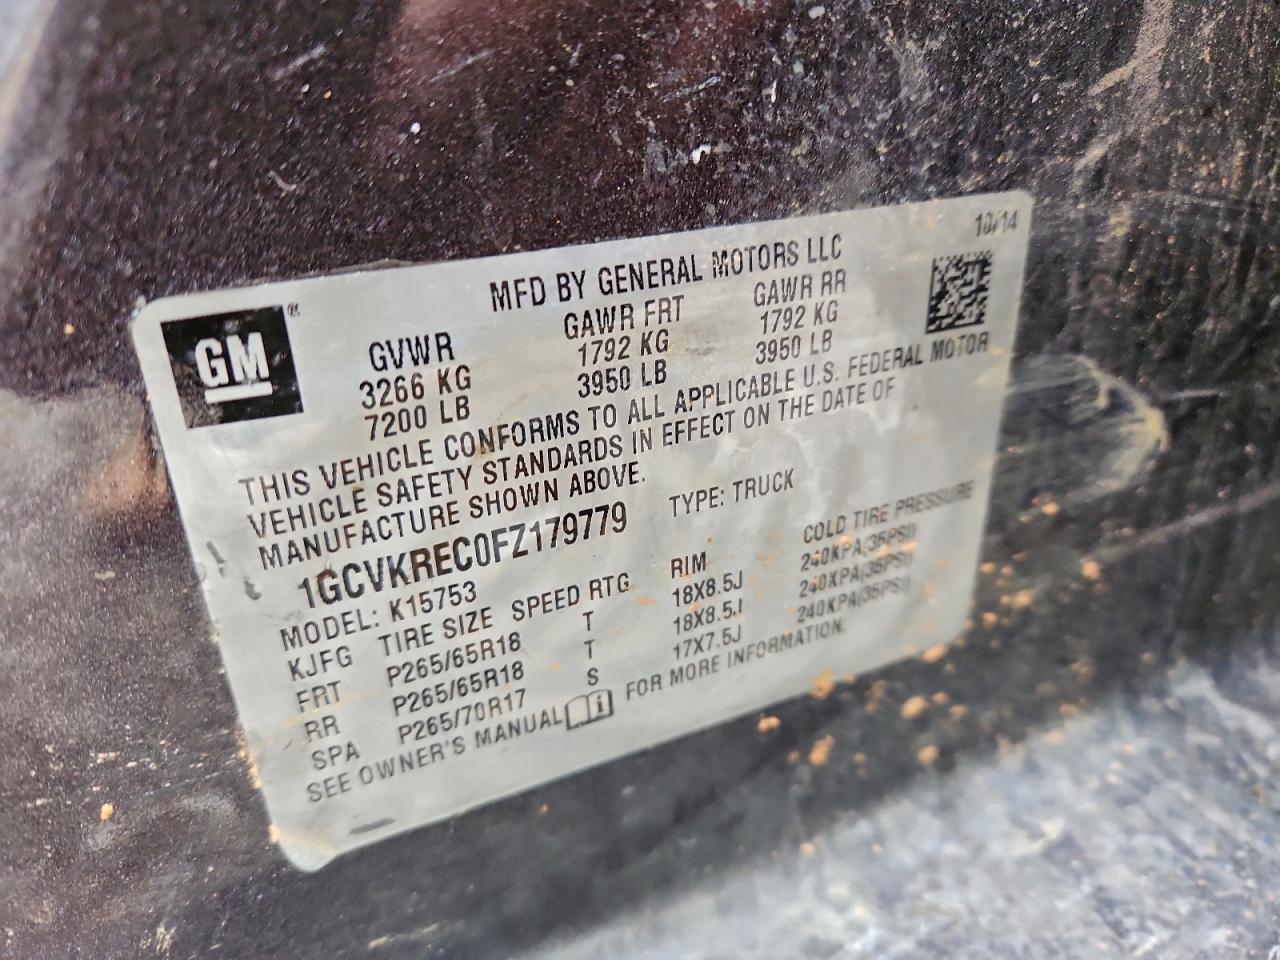 10/14
MFD BY GENERAL MOTORS LLC
GM®
GVWR GAWR FRT GAWR RR
3266 KG 1792 KG 1792 KG
7200 LB 3950 LB 3950 LB
THIS VEHICLE CONFORMS TO ALL APPLICABLE U.S. FEDERAL MOTOR
VEHICLE SAFETY STANDARDS IN EFFECT ON THE DATE OF
MANUFACTURE SHOWN ABOVE.
1GCVKREC0FZ179779 TYPE: TRUCK
MODEL: K15753
KJFG TIRE SIZE SPEED RTG RIM COLD TIRE PRESSURE
FRT P265/65R18 T 18X8.5J 240KPA(35PSI)
RR P265/65R18 T 18X8.5J 240KPA(35PSI)
SPA P265/70R17 S 17X7.5J 240KPA(35PSI)
SEE OWNER'S MANUAL i FOR MORE INFORMATION.